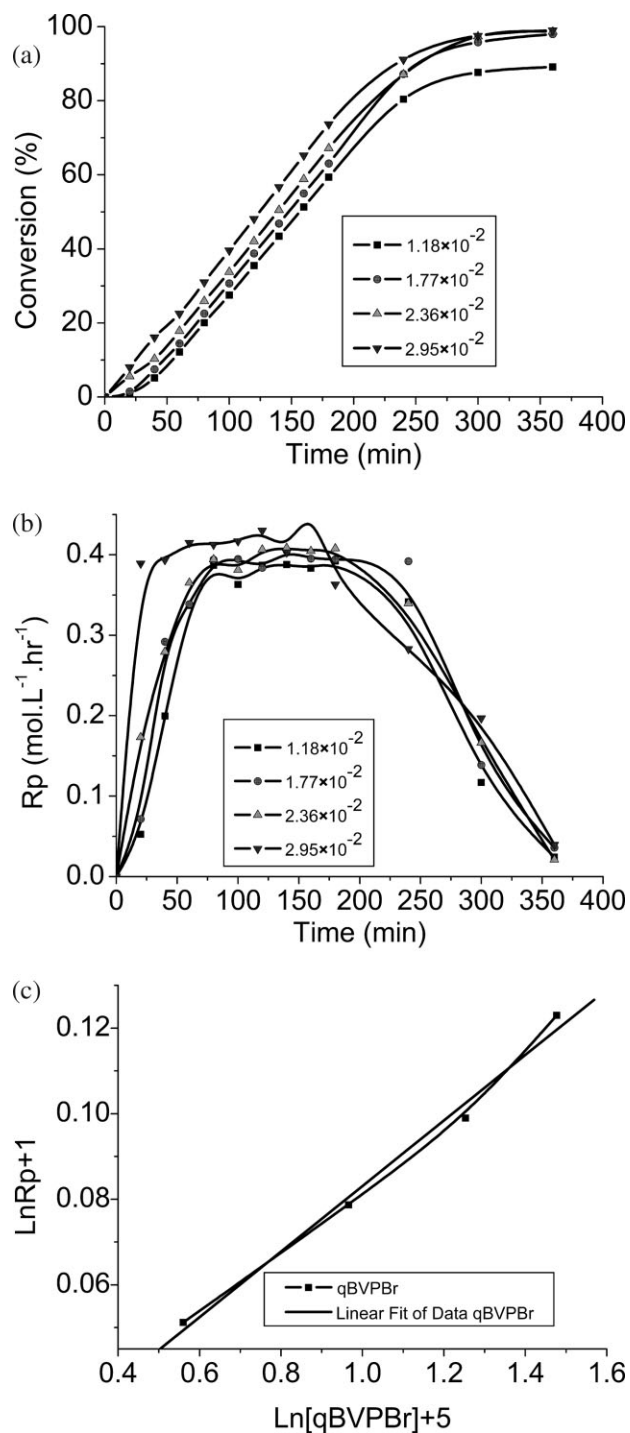 (a)
100
80
60
40
20
0
Conversion (%)
1.18×10-2
1.77×10-2
2.36×10-2
2.95×10-2
0 50 100 150 200 250 300 350 400
Time (min)
(b)
0.4
0.3
0.2
0.1
0.0
Rp (mol.L-1.hr-1)
1.18×10-2
1.77×10-2
2.36×10-2
2.95×10-2
0 50 100 150 200 250 300 350 400
Time (min)
(c)
0.12
0.10
0.08
0.06
LnRp+1
qBVPBr
Linear Fit of Data qBVPBr
0.4 0.6 0.8 1.0 1.2 1.4 1.6
Ln[qBVPBr]+5